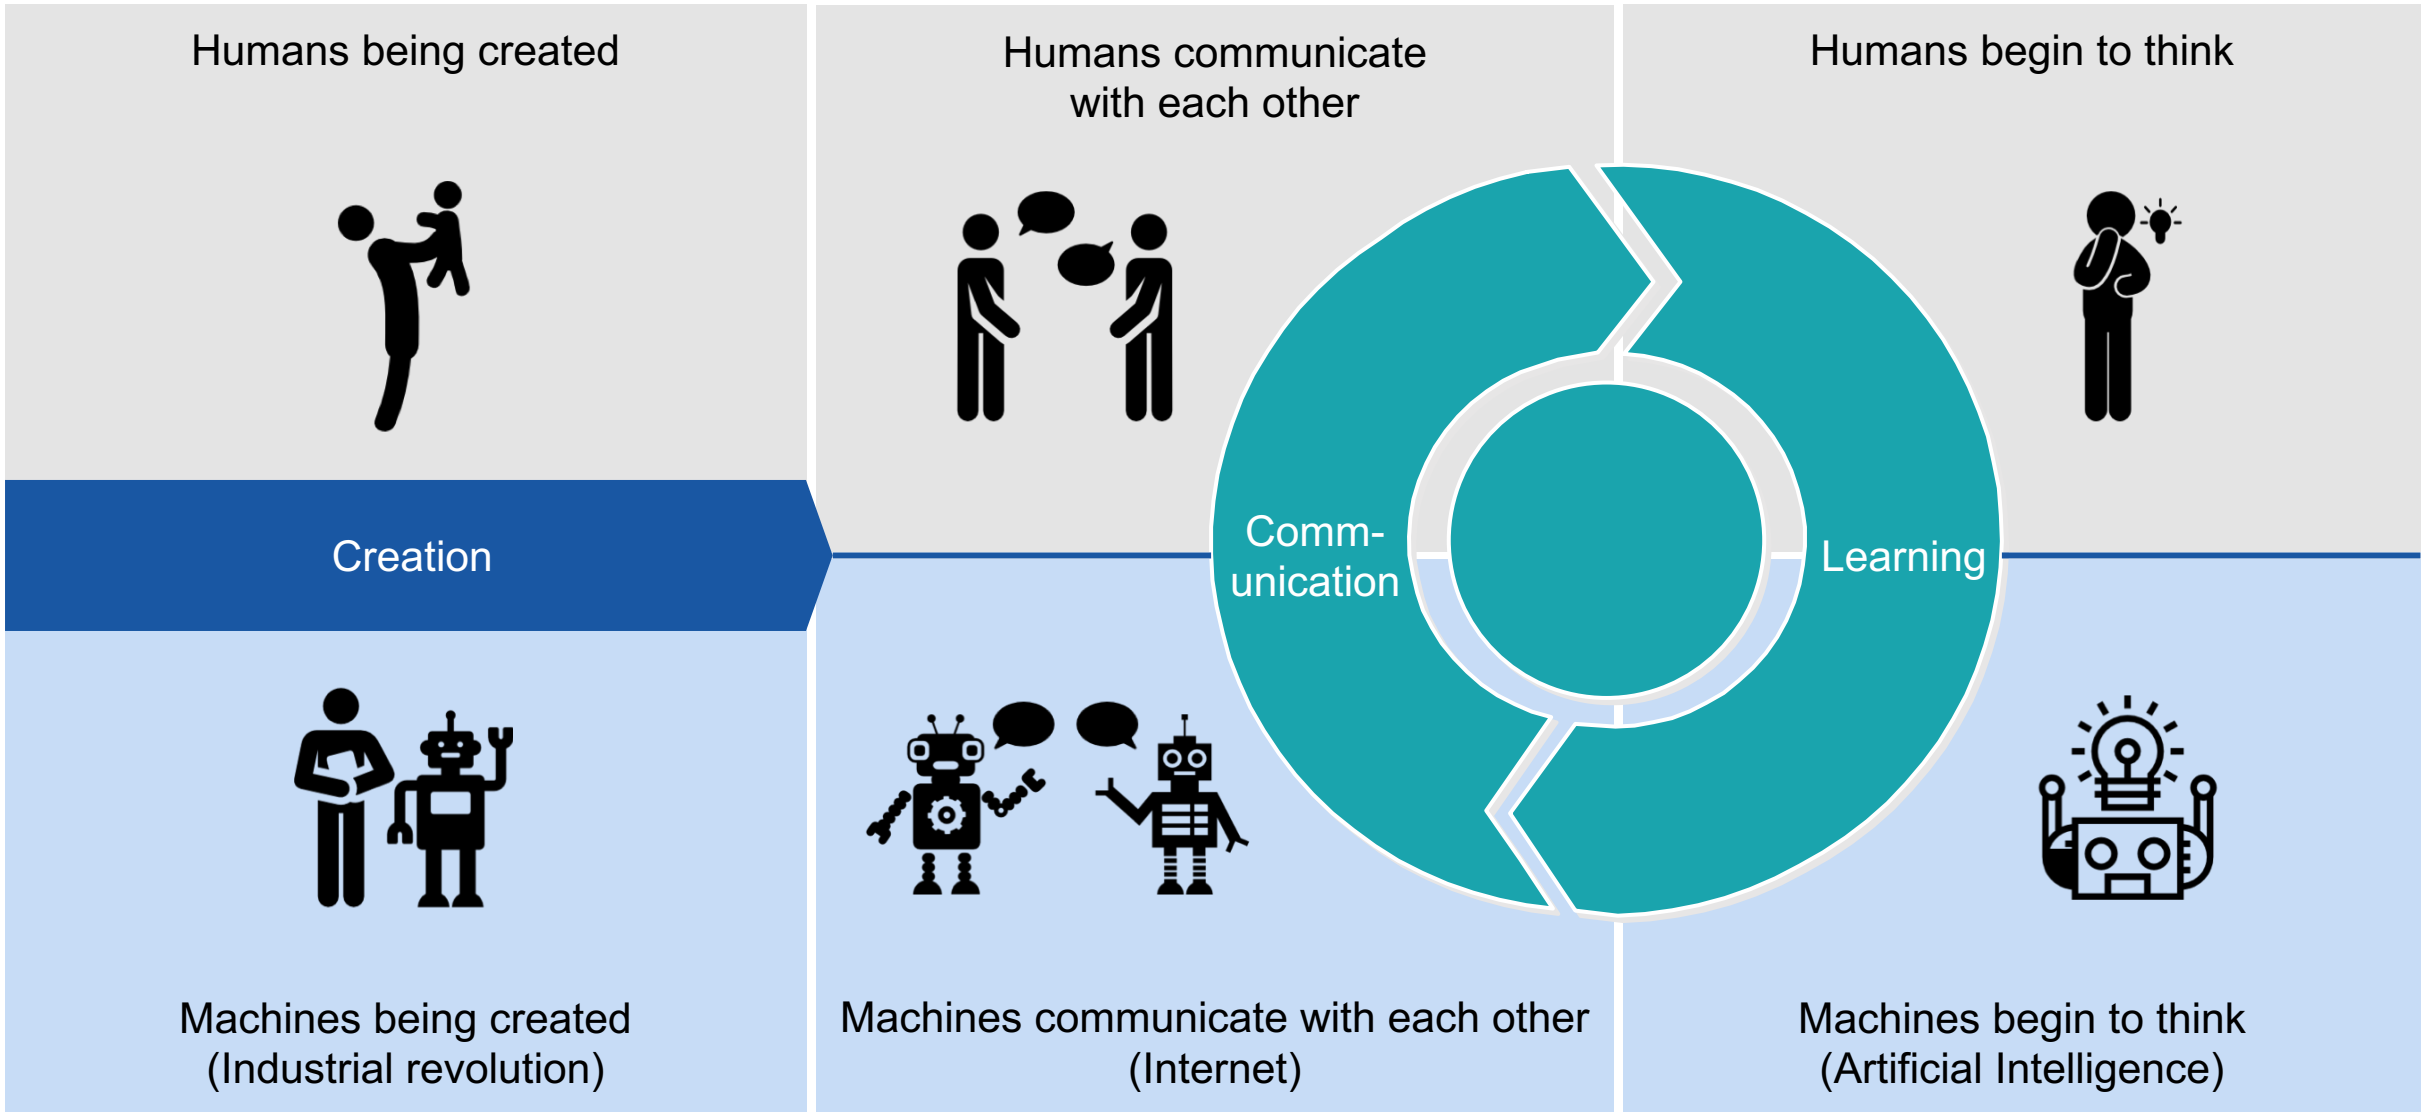 Humans being created
Humans communicate
with each other
Humans begin to think
Creation
Comm-
unication
Learning
Machines being created
(Industrial revolution)
Machines communicate with each other
(Internet)
Machines begin to think
(Artificial Intelligence)